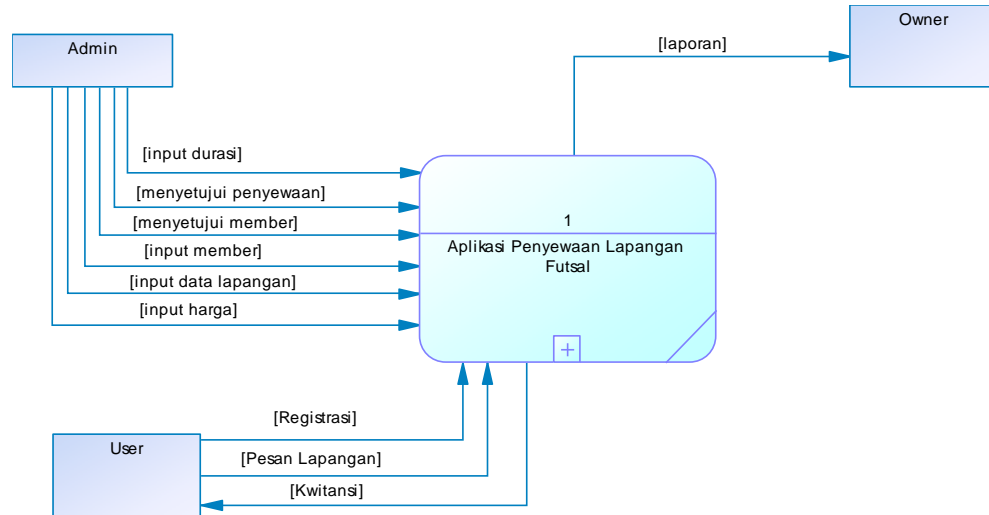 Admin
Owner
[laporan]
[input durasi]
[menyetujui penyewaan]
[menyetujui member]
[input member]
[input data lapangan]
[input harga]
1
Aplikasi Penyewaan Lapangan
Futsal
User
[Registrasi]
[Pesan Lapangan]
[Kwitansi]